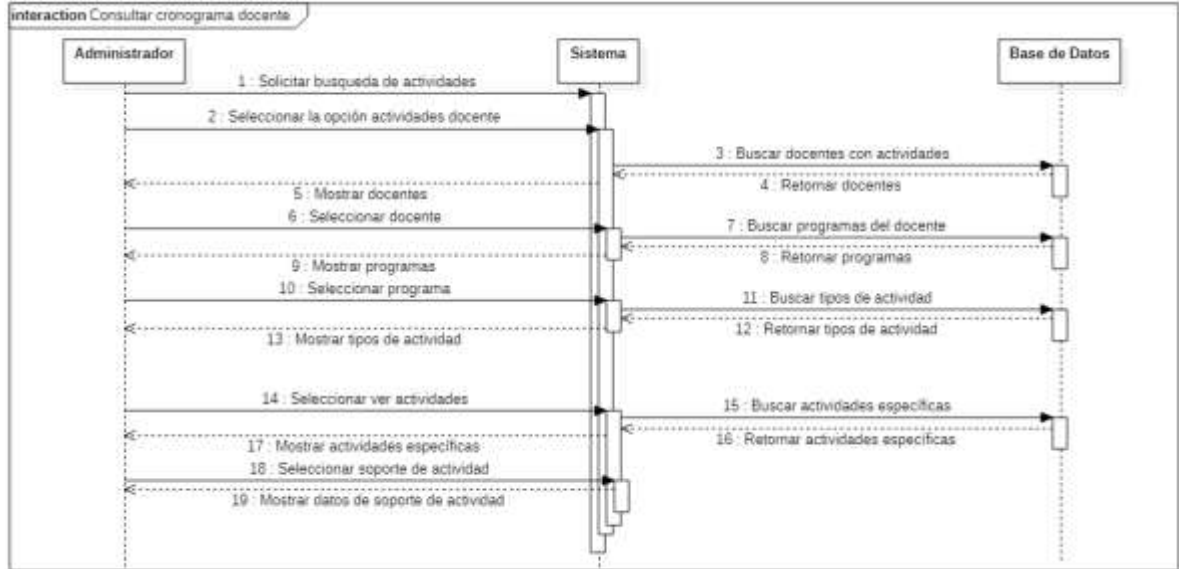 interaction Consultar cronograma docente
Administrador
Sistema
Base de Datos
1 : Solicitar busqueda de actividades
2 : Seleccionar la opción actividades docente
3 : Buscar docentes con actividades
4 : Retornar docentes
5 : Mostrar docentes
6 : Seleccionar docente
7 : Buscar programas del docente
8 : Retornar programas
9 : Mostrar programas
10 : Seleccionar programa
11 : Buscar tipos de actividad
12 : Retornar tipos de actividad
13 : Mostrar tipos de actividad
14 : Seleccionar ver actividades
15 : Buscar actividades específicas
16 : Retornar actividades específicas
17 : Mostrar actividades específicas
18 : Seleccionar soporte de actividad
19 : Mostrar datos de soporte de actividad